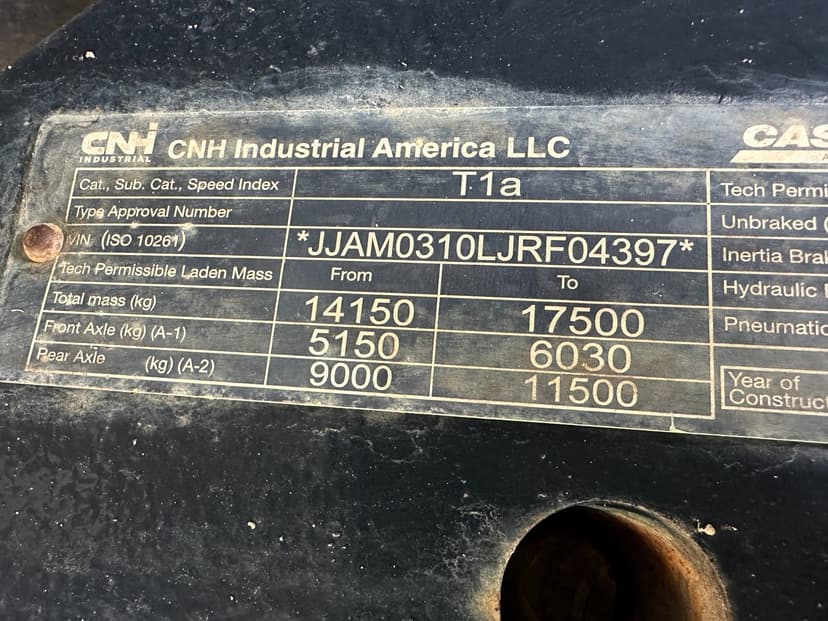 CNH INDUSTRIAL CNH Industrial America LLC CAS
Cat., Sub. Cat., Speed Index T1a Tech Permi
Type Approval Number Unbraked (
VIN (ISO 10261) *JJAM0310LJRF04397* Inertia Bra
Tech Permissible Laden Mass From To Hydraulic
Total mass (kg) 14150 17500 Pneumatic
Front Axle (kg) (A-1) 5150 6030
Rear Axle (kg) (A-2) 9000 11500 Year of
Construct